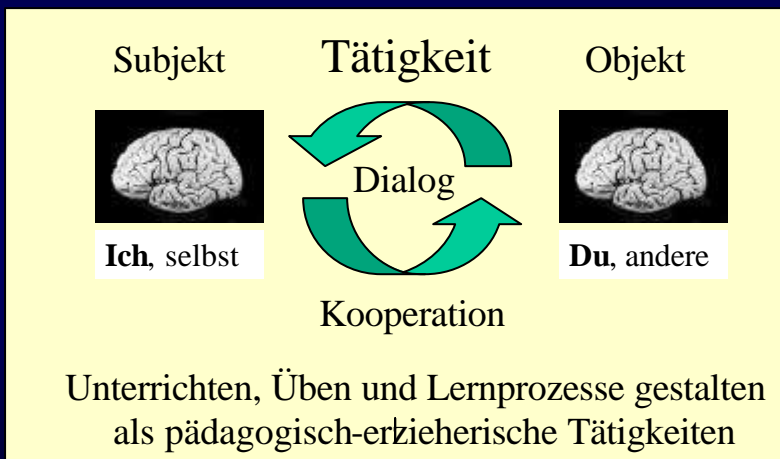 Subjekt Tätigkeit Objekt
Dialog
Ich, selbst Du, andere
Kooperation
Unterrichten, Üben und Lernprozesse gestalten
als pädagogisch-erzieherische Tätigkeiten